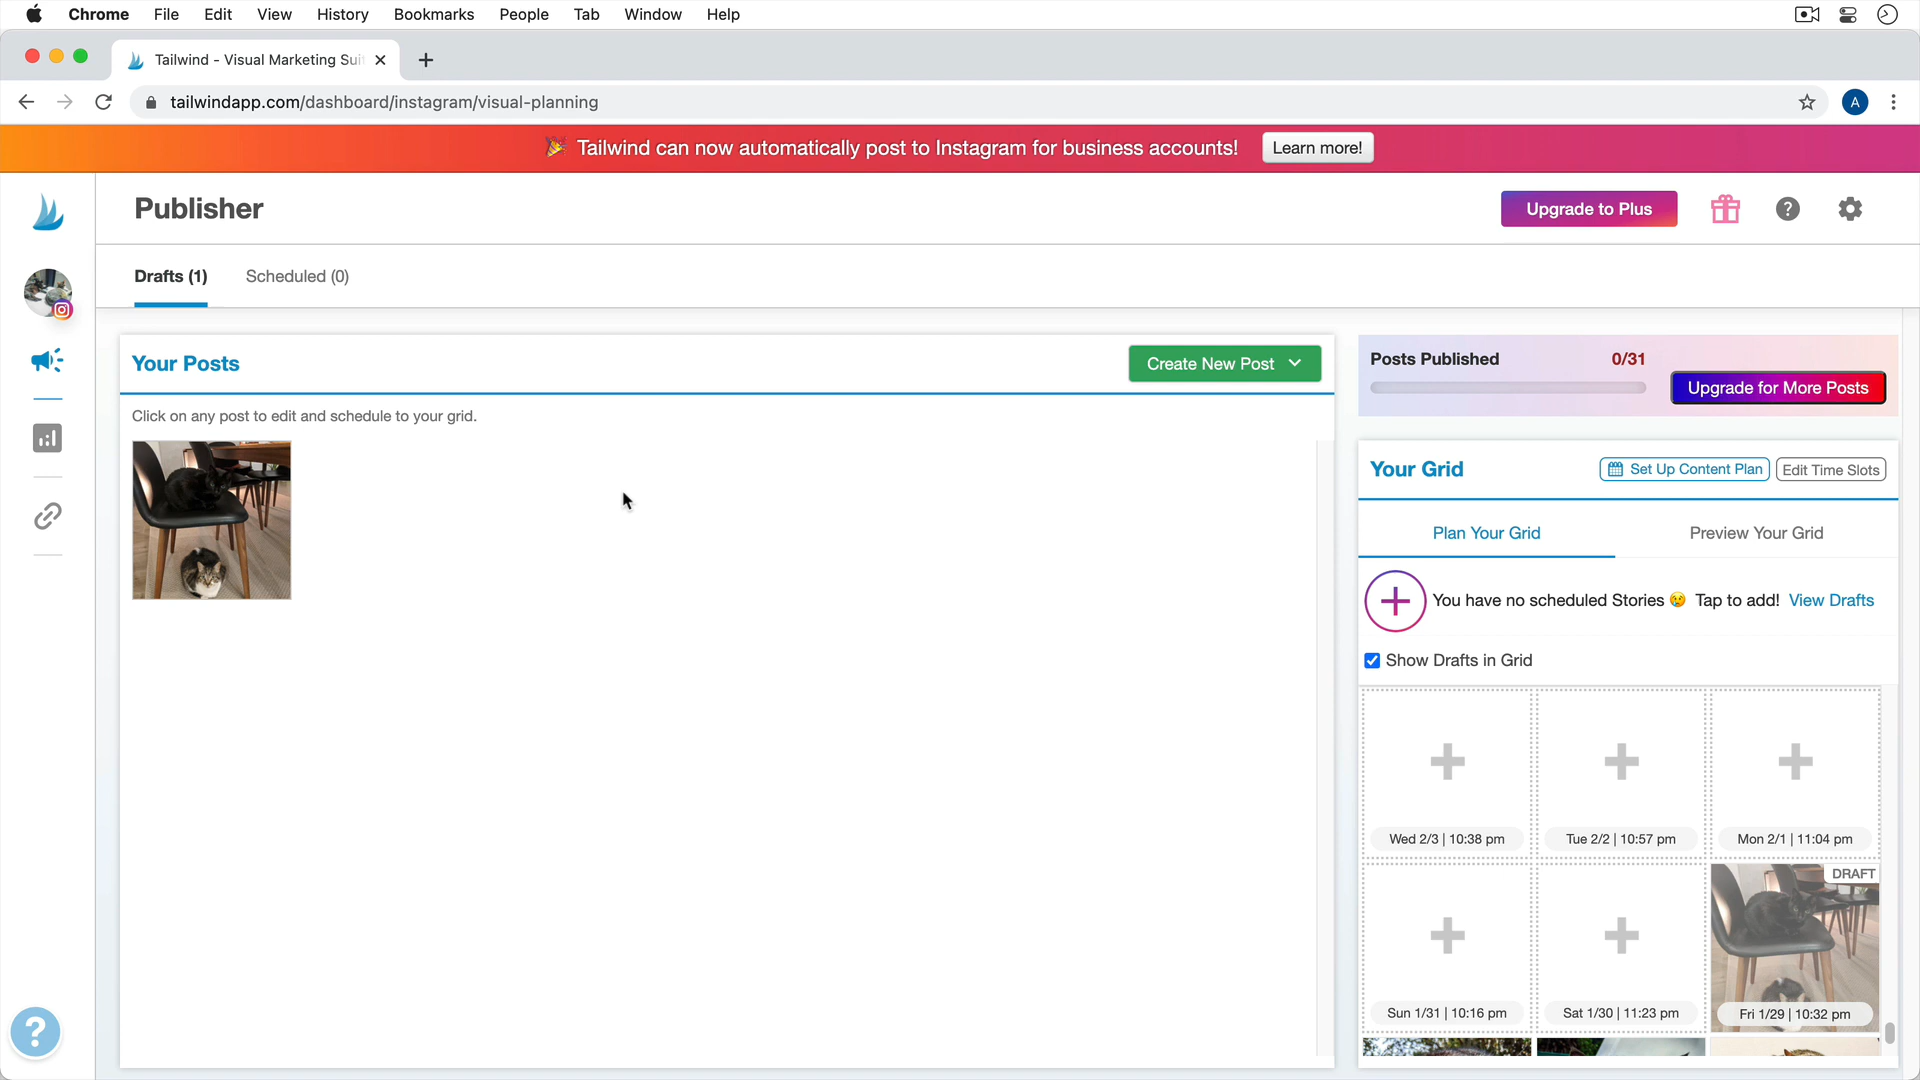 Chrome File Edit View History Bookmarks People Tab Window Help
Tailwind - Visual Marketing Sui
tailwindapp.com/dashboard/instagram/visual-planning
A
🎉 Tailwind can now automatically post to Instagram for business accounts! Learn more!
Publisher
Upgrade to Plus
Drafts (1) Scheduled (0)
Your Posts
Create New Post
Click on any post to edit and schedule to your grid.
Posts Published 0/31
Upgrade for More Posts
Your Grid
Set Up Content Plan
Edit Time Slots
Plan Your Grid
Preview Your Grid
You have no scheduled Stories 😢 Tap to add! View Drafts
Show Drafts in Grid
Wed 2/3 | 10:38 pm
Tue 2/2 | 10:57 pm
Mon 2/1 | 11:04 pm
DRAFT
Sun 1/31 | 10:16 pm
Sat 1/30 | 11:23 pm
Fri 1/29 | 10:32 pm
?